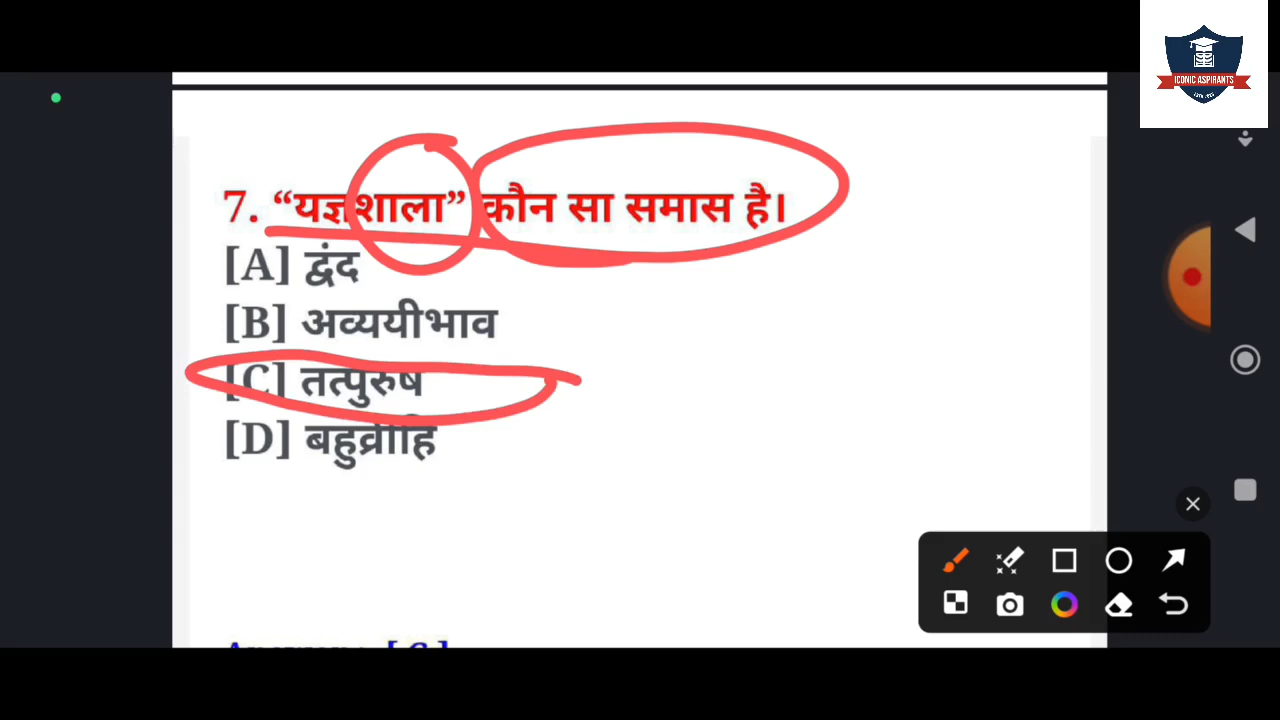 ICONIC ASPIRANTS
7. “यज्ञशाला” कौन सा समास है।
[A] द्वंद
[B] अव्ययीभाव
[C] तत्पुरुष
[D] बहुव्रीहि